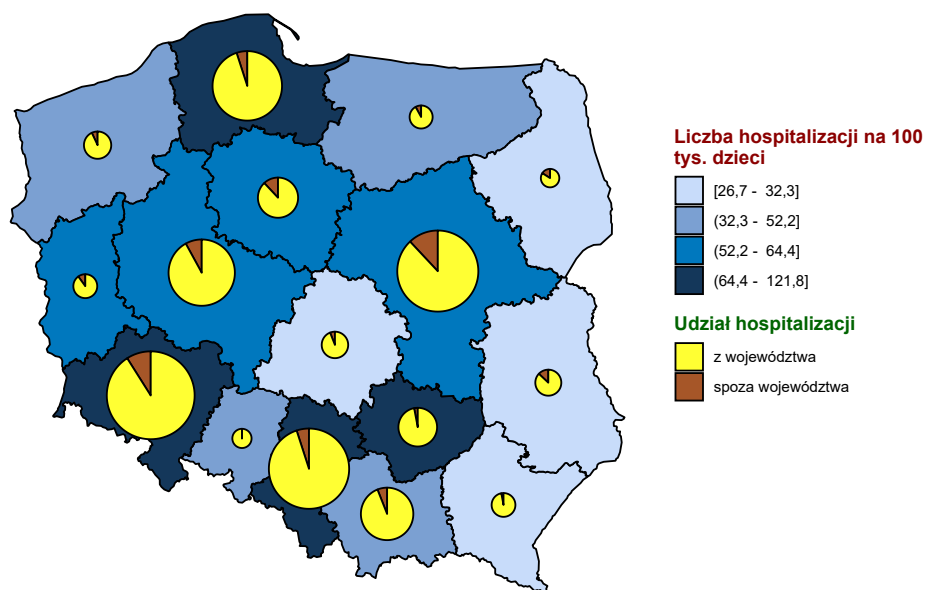 Liczba hospitalizacji na 100
tys. dzieci
[26,7 - 32,3]
(32,3 - 52,2]
(52,2 - 64,4]
(64,4 - 121,8]
Udział hospitalizacji
z województwa
spoza województwa